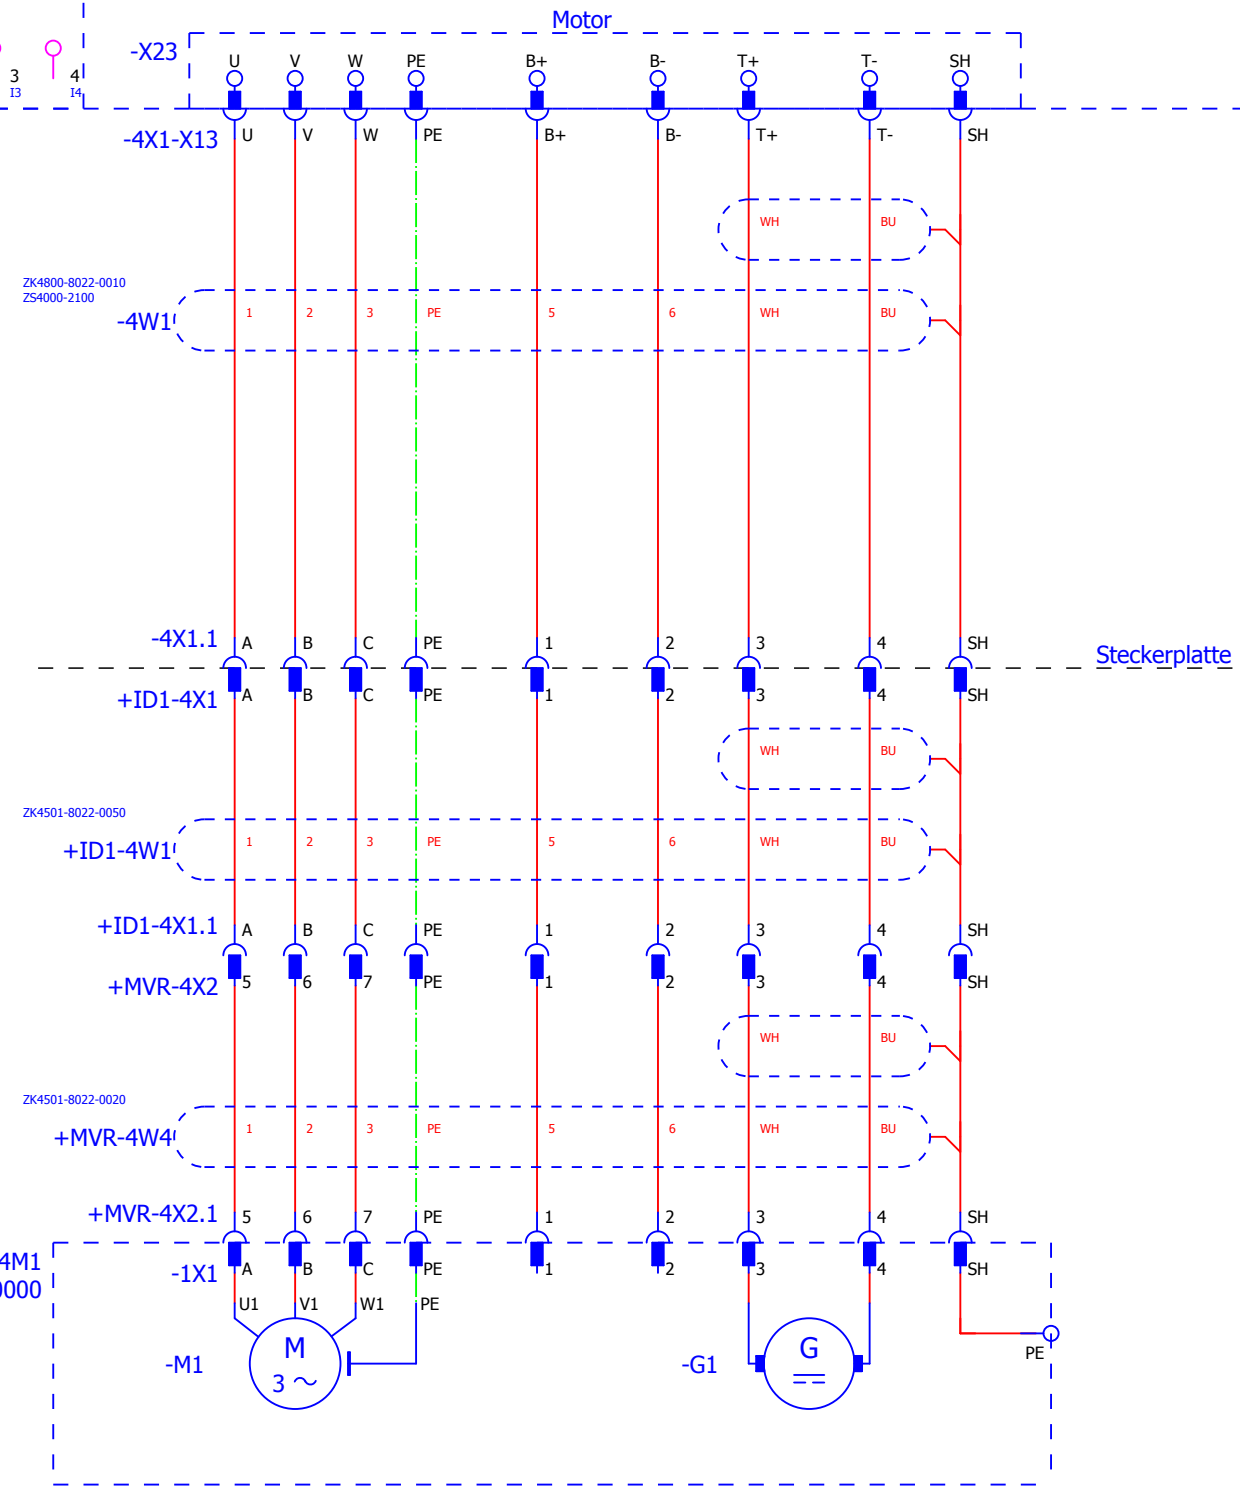 Motor
-X23
U V W PE B+ B- T+ T- SH
3 4
I3 I4
-4X1-X13
U V W PE B+ B- T+ T- SH
WH BU
ZK4800-8022-0010
ZS4000-2100
-4W1
1 2 3 PE 5 6 WH BU
-4X1.1
A B C PE 1 2 3 4 SH
Steckerplatte
+ID1-4X1
A B C PE 1 2 3 4 SH
WH BU
ZK4501-8022-0050
+ID1-4W1
1 2 3 PE 5 6 WH BU
+ID1-4X1.1
A B C PE 1 2 3 4 SH
+MVR-4X2
5 6 7 PE 1 2 3 4 SH
WH BU
ZK4501-8022-0020
+MVR-4W4
1 2 3 PE 5 6 WH BU
+MVR-4X2.1
5 6 7 PE 1 2 3 4 SH
4M1
0000
-1X1
A B C PE 1 2 3 4 SH
U1 V1 W1 PE
-M1
M
3 ~
-G1
G
PE